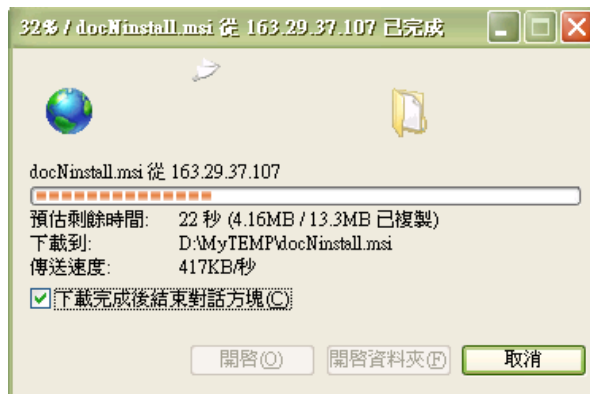 32% / docNinstall.msi 從 163.29.37.107 已完成
docNinstall.msi 從 163.29.37.107
預估剩餘時間: 22 秒 (4.16MB / 13.3MB 已複製)
下載到: D:\MyTEMP\docNinstall.msi
傳送速度: 417KB/秒
下載完成後結束對話方塊(C)
開啓(O) 開啓資料夾(F) 取消